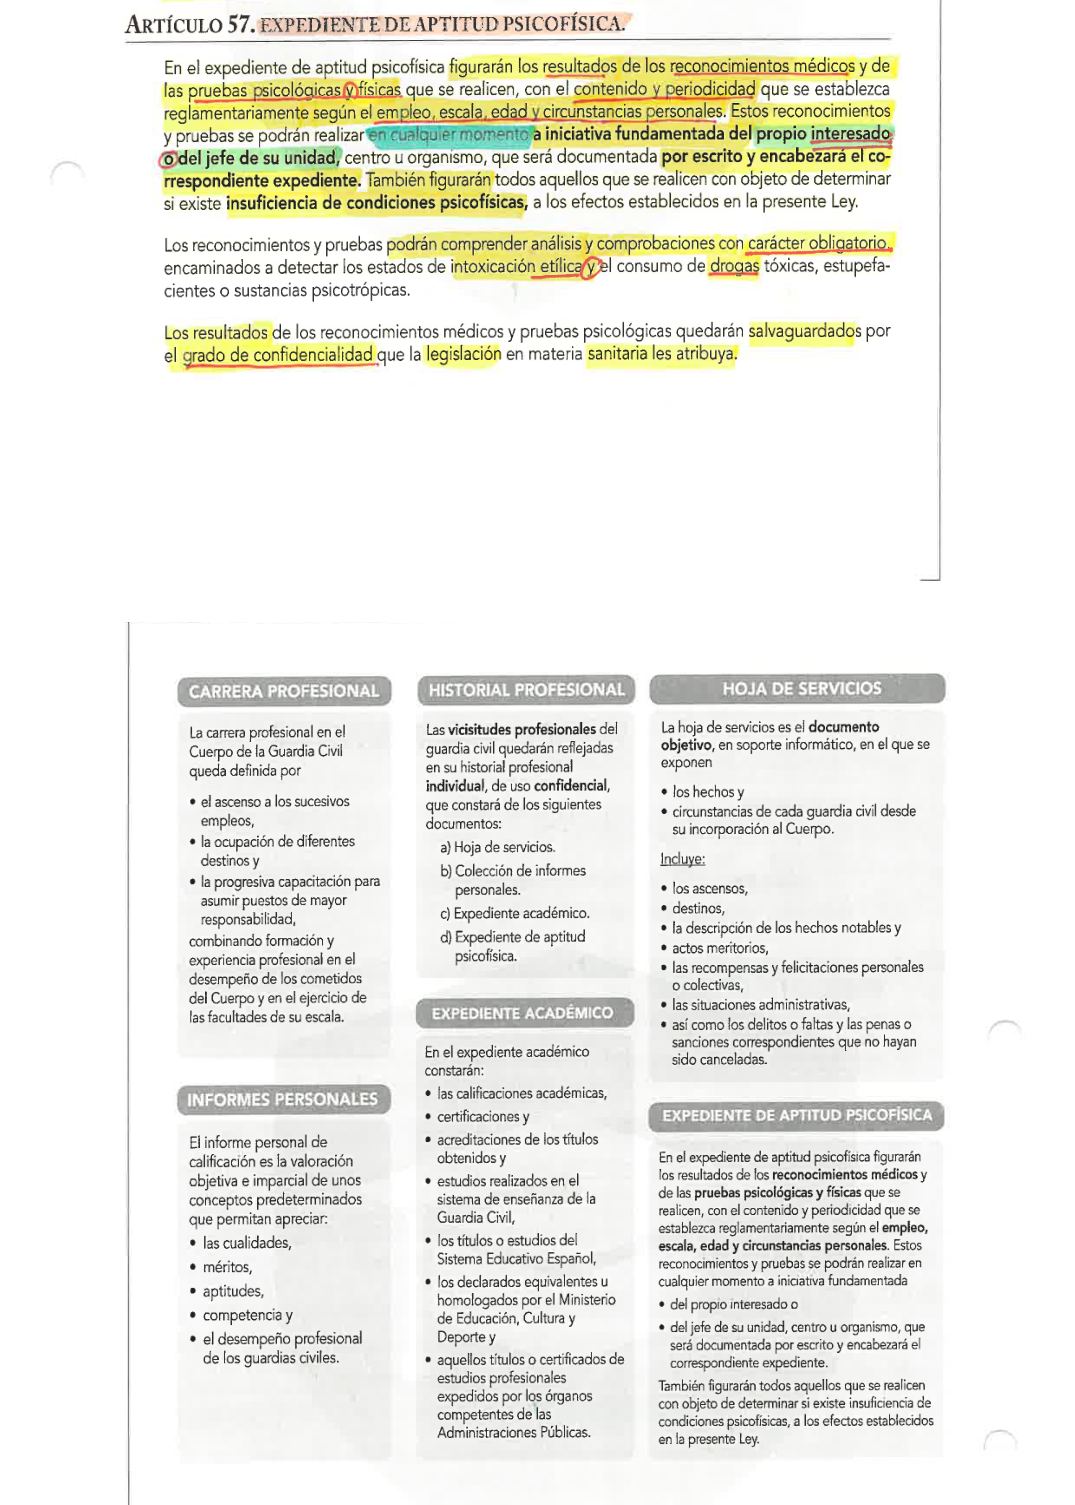 ARTÍCULO 57. EXPEDIENTE DE APTITUD PSICOFÍSICA.
En el expediente de aptitud psicofísica figurarán los resultados de los reconocimientos médicos y de
las pruebas psicológicas y físicas que se realicen, con el contenido y periodicidad que se establezca
reglamentariamente según el empleo, escala, edad y circunstancias personales. Estos reconocimientos
y pruebas se podrán realizar en cualquier momento a iniciativa fundamentada del propio interesado
o del jefe de su unidad, centro u organismo, que será documentada por escrito y encabezará el co-
rrespondiente expediente. También figurarán todos aquellos que se realicen con objeto de determinar
si existe insuficiencia de condiciones psicofísicas, a los efectos establecidos en la presente Ley.
Los reconocimientos y pruebas podrán comprender análisis y comprobaciones con carácter obligatorio,
encaminados a detectar los estados de intoxicación etílica y el consumo de drogas tóxicas, estupefa-
cientes o sustancias psicotrópicas.
Los resultados de los reconocimientos médicos y pruebas psicológicas quedarán salvaguardados por
el grado de confidencialidad que la legislación en materia sanitaria les atribuya.
CARRERA PROFESIONAL
La carrera profesional en el
Cuerpo de la Guardia Civil
queda definida por
• el ascenso a los sucesivos
empleos,
• la ocupación de diferentes
destinos y
• la progresiva capacitación para
asumir puestos de mayor
responsabilidad,
combinando formación y
experiencia profesional en el
desempeño de los cometidos
del Cuerpo y en el ejercicio de
las facultades de su escala.
INFORMES PERSONALES
El informe personal de
calificación es la valoración
objetiva e imparcial de unos
conceptos predeterminados
que permitan apreciar:
• las cualidades,
• méritos,
• aptitudes,
• competencia y
• el desempeño profesional
de los guardias civiles.
HISTORIAL PROFESIONAL
Las vicisitudes profesionales del
guardia civil quedarán reflejadas
en su historial profesional
individual, de uso confidencial,
que constará de los siguientes
documentos:
a) Hoja de servicios.
b) Colección de informes
personales.
c) Expediente académico.
d) Expediente de aptitud
psicofísica.
EXPEDIENTE ACADÉMICO
En el expediente académico
constarán:
• las calificaciones académicas,
• certificaciones y
• acreditaciones de los títulos
obtenidos y
• estudios realizados en el
sistema de enseñanza de la
Guardia Civil,
• los títulos o estudios del
Sistema Educativo Español,
• los declarados equivalentes u
homologados por el Ministerio
de Educación, Cultura y
Deporte y
• aquellos títulos o certificados de
estudios profesionales
expedidos por los órganos
competentes de las
Administraciones Públicas.
HOJA DE SERVICIOS
La hoja de servicios es el documento
objetivo, en soporte informático, en el que se
exponen
• los hechos y
• circunstancias de cada guardia civil desde
su incorporación al Cuerpo.
Incluye:
• los ascensos,
• destinos,
• la descripción de los hechos notables y
• actos meritorios,
• las recompensas y felicitaciones personales
o colectivas,
• las situaciones administrativas,
• así como los delitos o faltas y las penas o
sanciones correspondientes que no hayan
sido canceladas.
EXPEDIENTE DE APTITUD PSICOFÍSICA
En el expediente de aptitud psicofísica figurarán
los resultados de los reconocimientos médicos y
de las pruebas psicológicas y físicas que se
realicen, con el contenido y periodicidad que se
establezca reglamentariamente según el empleo,
escala, edad y circunstancias personales. Estos
reconocimientos y pruebas se podrán realizar en
cualquier momento a iniciativa fundamentada
• del propio interesado o
• del jefe de su unidad, centro u organismo, que
será documentada por escrito y encabezará el
correspondiente expediente.
También figurarán todos aquellos que se realicen
con objeto de determinar si existe insuficiencia de
condiciones psicofísicas, a los efectos establecidos
en la presente Ley.